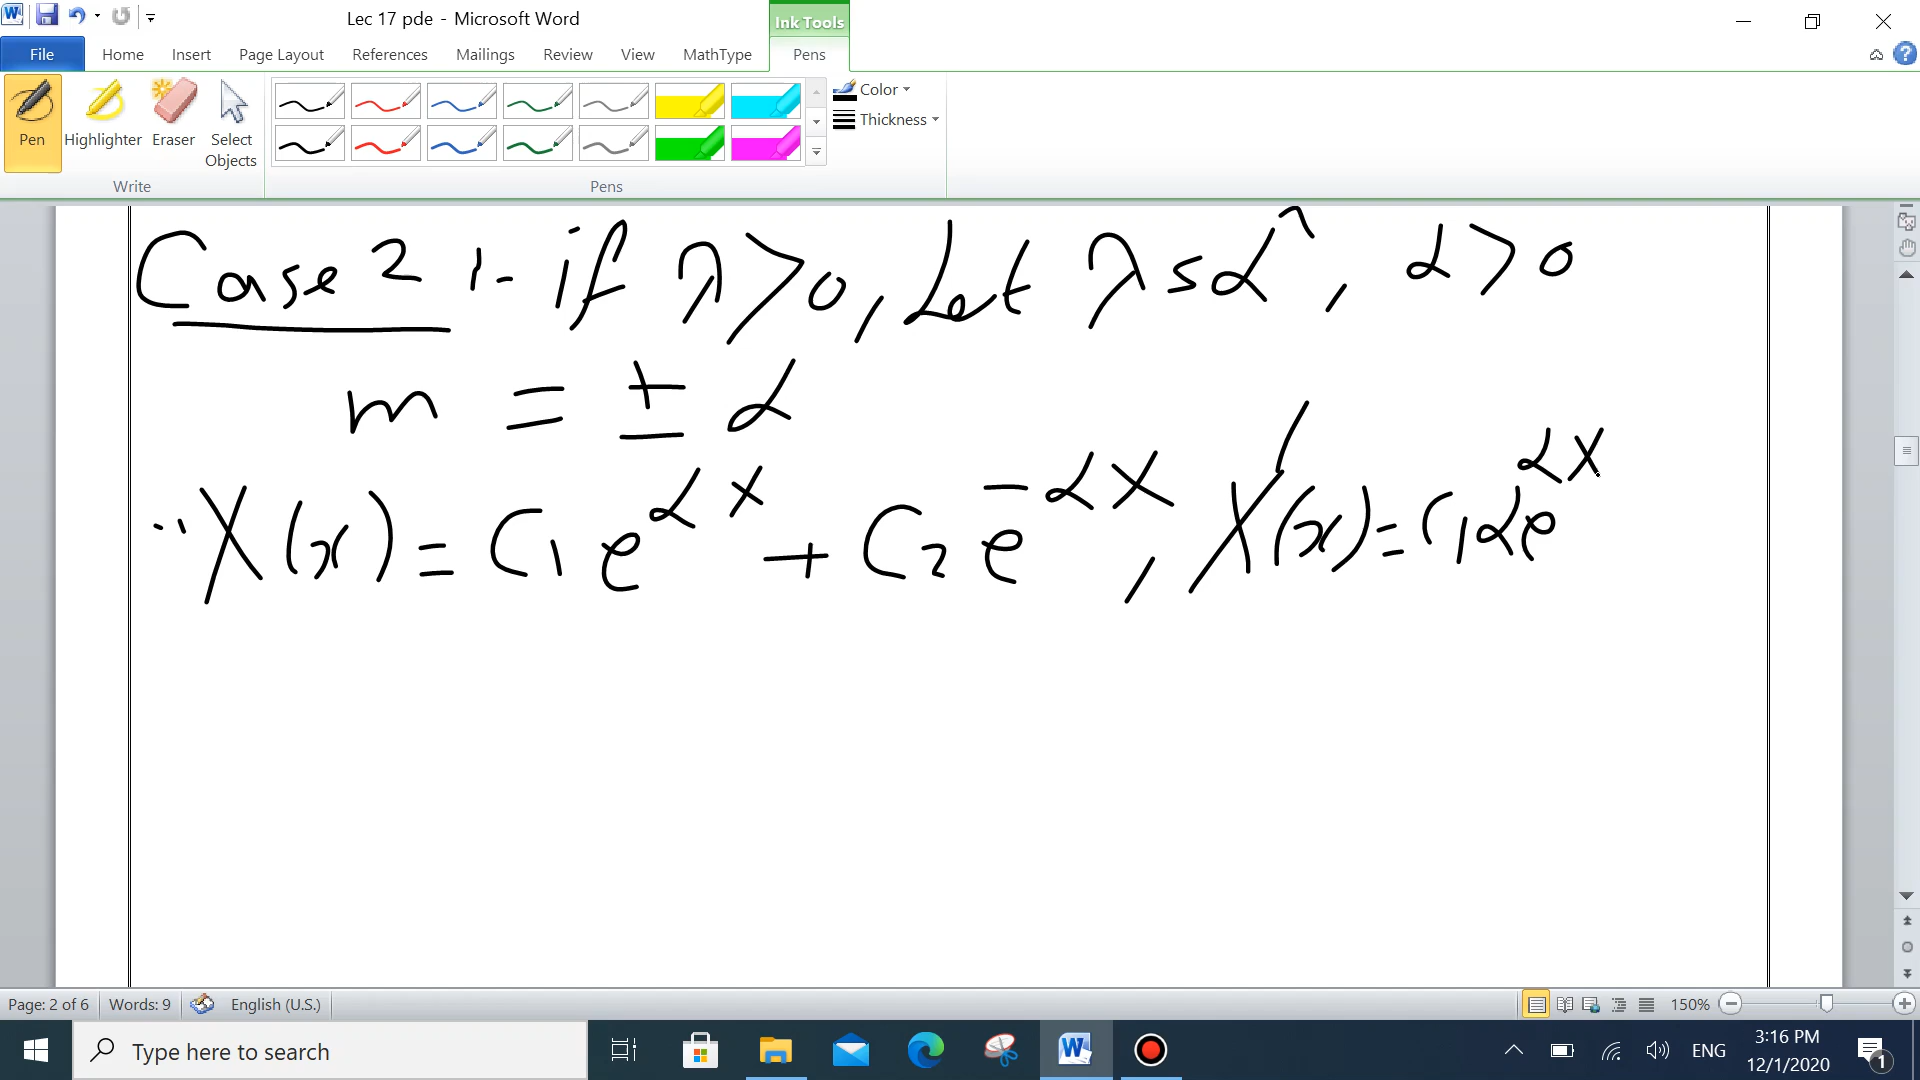 Lec 17 pde - Microsoft Word
Ink Tools
File Home Insert Page Layout References Mailings Review View MathType Pens
Pen Highlighter Eraser Select Objects
Color
Thickness
Write Pens
Case 2 :- if λ>0, Let λ = α², α>0
m = ± α
∴ X(x) = C₁ e^{αx} + C₂ e^{-αx}, X'(x) = C₁αe^{αx}
Page: 2 of 6 Words: 9 English (U.S.) 150%
Type here to search
ENG
3:16 PM
12/1/2020
1